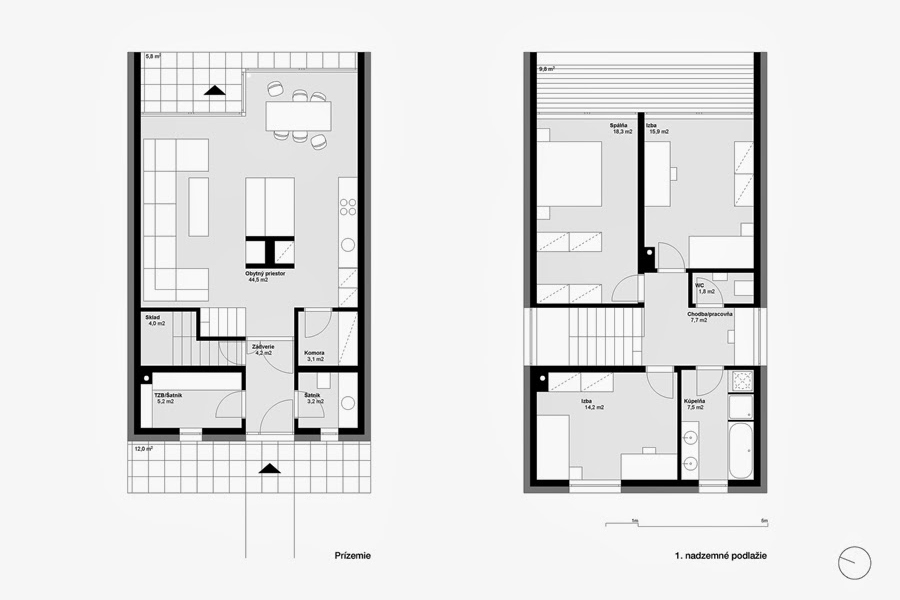 5,8 m²
Obytný priestor
44,5 m2
Sklad
4,0 m2
Zádverie
4,2 m2
Komora
3,1 m2
TZB/Šatník
5,2 m2
Šatník
3,2 m2
12,0 m²
Prízemie
9,8 m²
Spálňa
18,3 m2
Izba
15,9 m2
WC
1,8 m2
Chodba/pracovňa
7,7 m2
Izba
14,2 m2
Kúpeľňa
7,5 m2
1m
5m
1. nadzemné podlažie